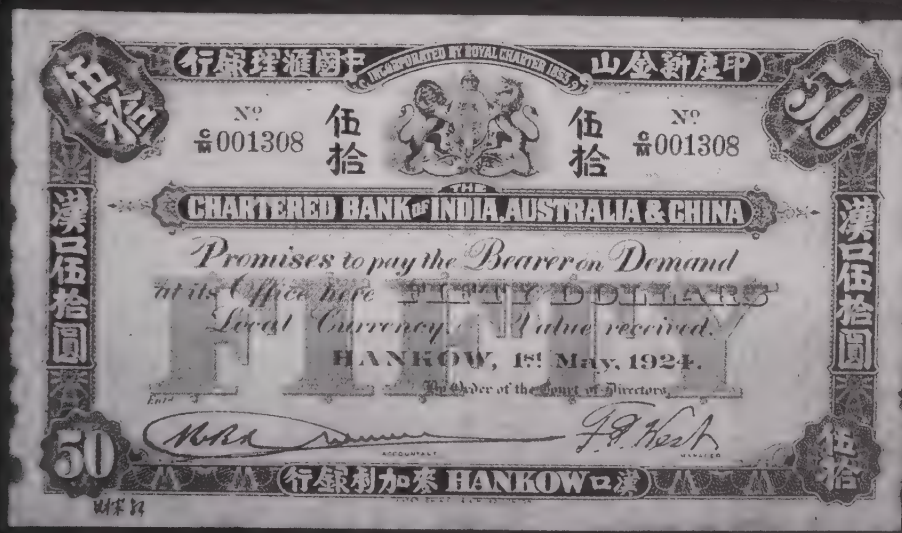 印度新金山 中國滙理銀行
INCORPORATED BY ROYAL CHARTER 1853
伍拾
50
Nº Nº
C/M 001308 伍拾 伍拾 C/M 001308
THE
CHARTERED BANK OF INDIA, AUSTRALIA & CHINA
Promises to pay the Bearer on Demand
at its Office here FIFTY DOLLARS
Local Currency, Value received.
FIFTY
HANKOW, 1st May, 1924.
By Order of the Court of Directors,
漢口伍拾圓
漢口伍拾圓
Entd
F. West
ACCOUNTANT
MANAGER
50
伍拾
漢口 HANKOW 麥加利銀行